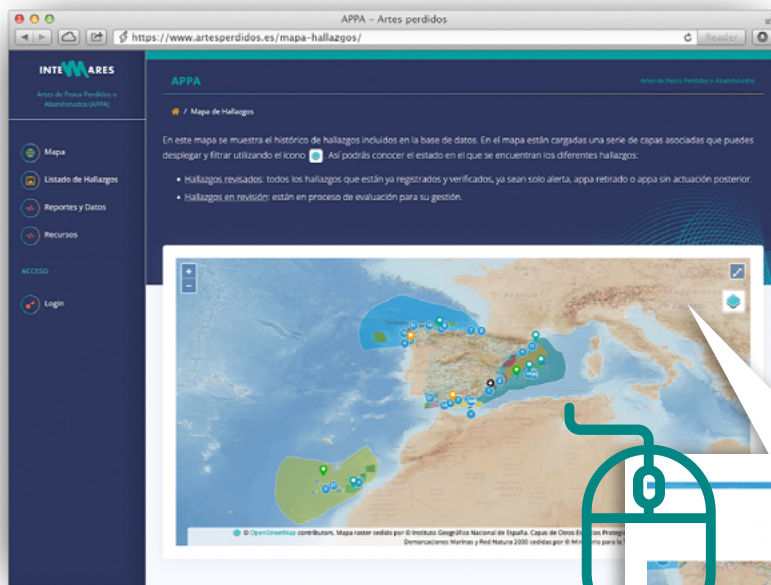 APPA – Artes perdidos
https://www.artesperdidos.es/mapa-hallazgos/
Reader
INTEMARES
Artes de Pesca Perdidos o
Abandonados (APPA)
APPA
Artes de Pesca Perdidos o Abandonados
/ Mapa de Hallazgos
En este mapa se muestra el histórico de hallazgos incluidos en la base de datos. En el mapa están cargadas una serie de capas asociadas que puedes
desplegar y filtrar utilizando el icono . Así podrás conocer el estado en el que se encuentran los diferentes hallazgos:
• Hallazgos revisados: todos los hallazgos que están ya registrados y verificados, ya sean solo alerta, appa retirado o appa sin actuación posterior.
• Hallazgos en revisión: están en proceso de evaluación para su gestión.
Mapa
Listado de Hallazgos
Reportes y Datos
Recursos
ACCESO
Login
+
–
© OpenStreetMap contributors. Mapa raster cedido por © Instituto Geográfico Nacional de España. Capas de Otros Espacios
Demarcaciones Marinas y Red Natura 2000 cedidas por ©